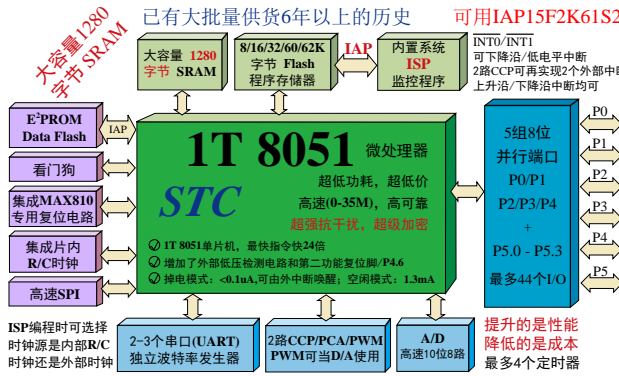 已有大批量供货6年以上的历史
可用IAP15F2K61S2
大容量1280
字节 SRAM
大容量 1280
字节 SRAM
8/16/32/60/62K
字节 Flash
程序存储器
IAP
内置系统
ISP
监控程序
INT0/INT1
可下降沿/低电平中断
2路CCP可再实现2个外部中断
上升沿/下降沿中断均可
E²PROM
Data Flash
IAP
看门狗
集成MAX810
专用复位电路
集成片内
R/C时钟
高速SPI
1T 8051 微处理器
STC
超低功耗，超低价
高速(0-35M)，高可靠
超强抗干扰，超级加密
1T 8051单片机，最快指令快24倍
增加了外部低压检测电路和第二功能复位脚/P4.6
掉电模式：<0.1uA,可由外中断唤醒；空闲模式：1.3mA
5组8位
并行端口
P0/P1
P2/P3/P4
+
P5.0 - P5.3
最多44个I/O
P0
P1
P2
P3
P4
P5
ISP编程时可选择
时钟源是内部R/C
时钟还是外部时钟
2-3个串口(UART)
独立波特率发生器
2路CCP/PCA/PWM
PWM可当D/A使用
A/D
高速10位8路
提升的是性能
降低的是成本
最多4个定时器